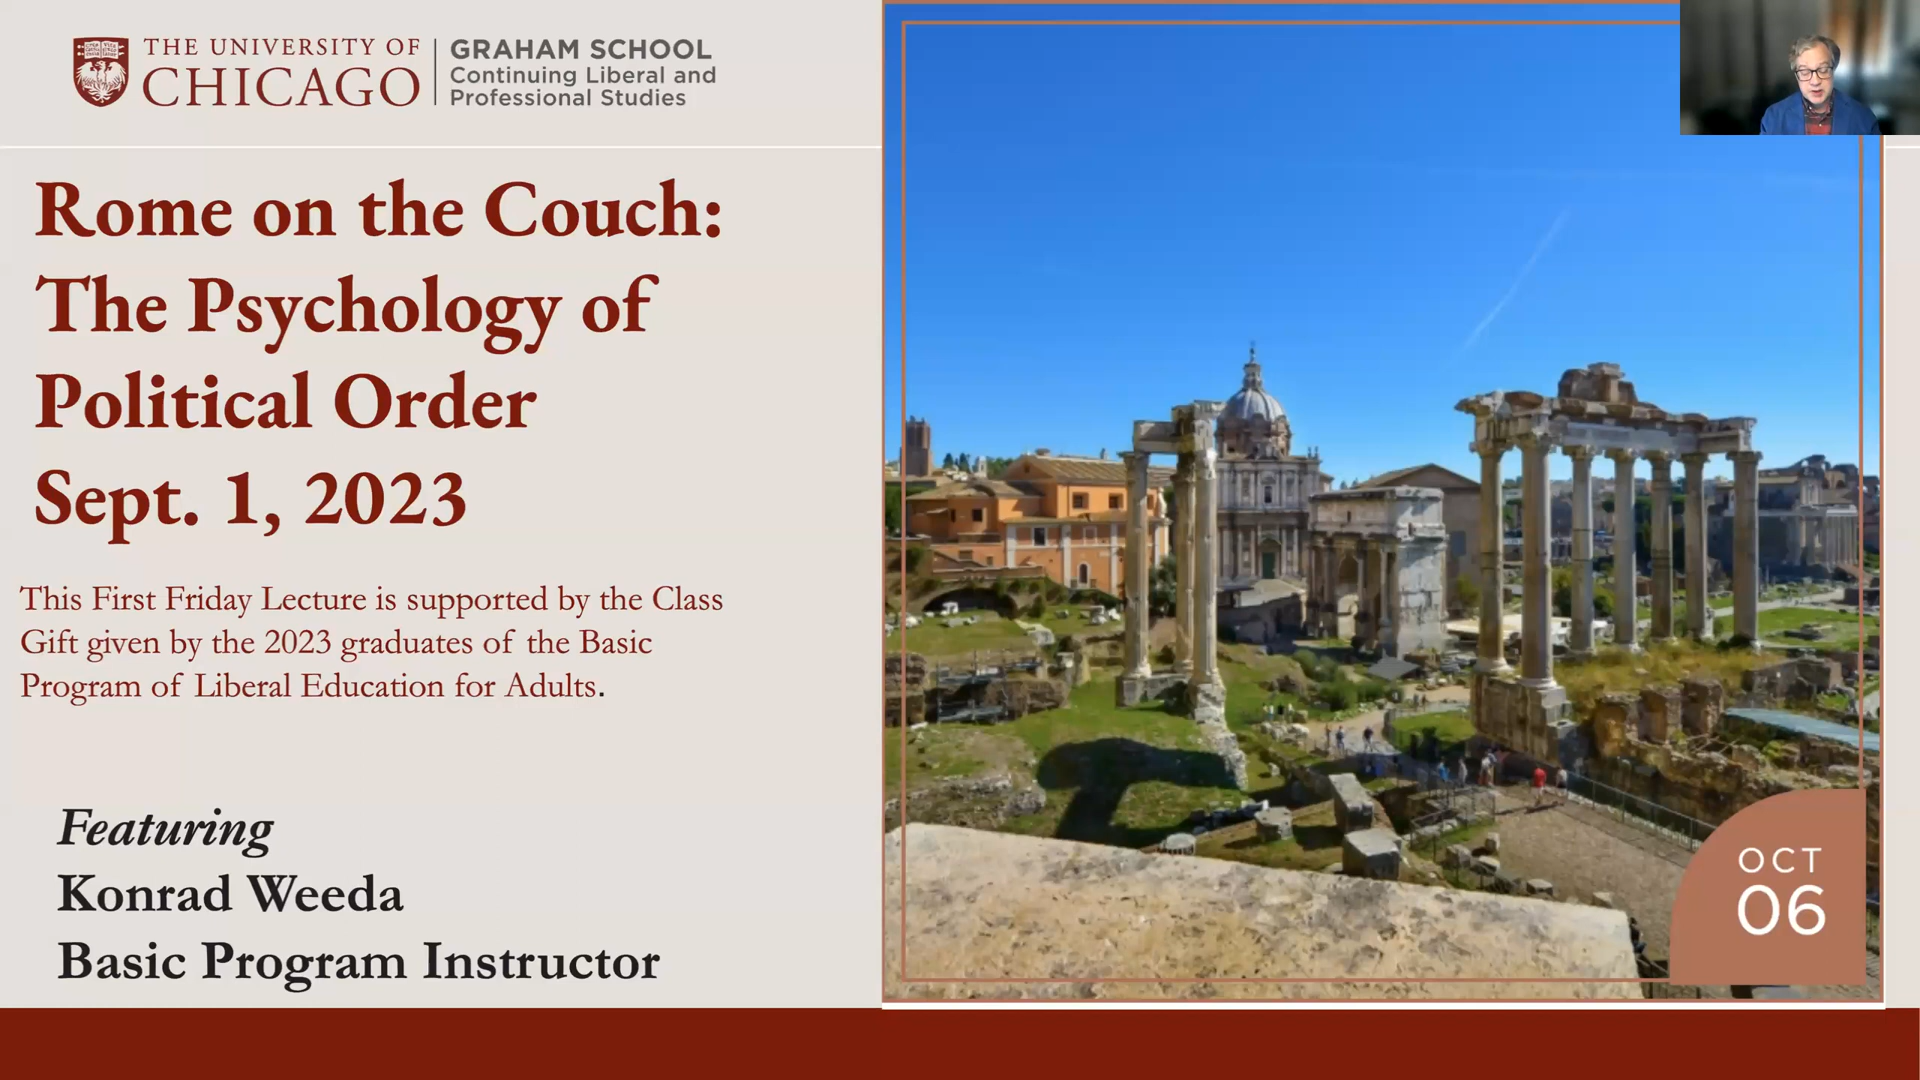 THE UNIVERSITY OF
CHICAGO
GRAHAM SCHOOL
Continuing Liberal and
Professional Studies
Rome on the Couch:
The Psychology of
Political Order
Sept. 1, 2023
This First Friday Lecture is supported by the Class
Gift given by the 2023 graduates of the Basic
Program of Liberal Education for Adults.
Featuring
Konrad Weeda
Basic Program Instructor
OCT
06